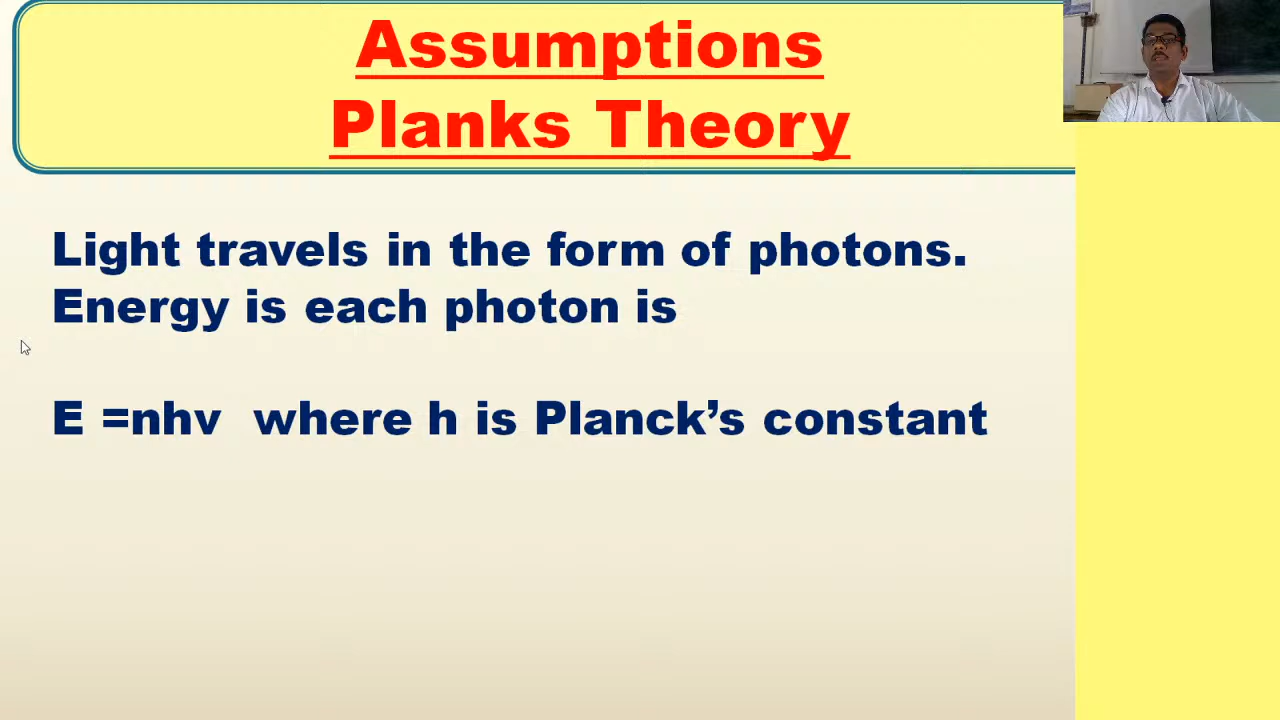 Assumptions
Planks Theory
Light travels in the form of photons.
Energy is each photon is
E =nhv where h is Planck’s constant